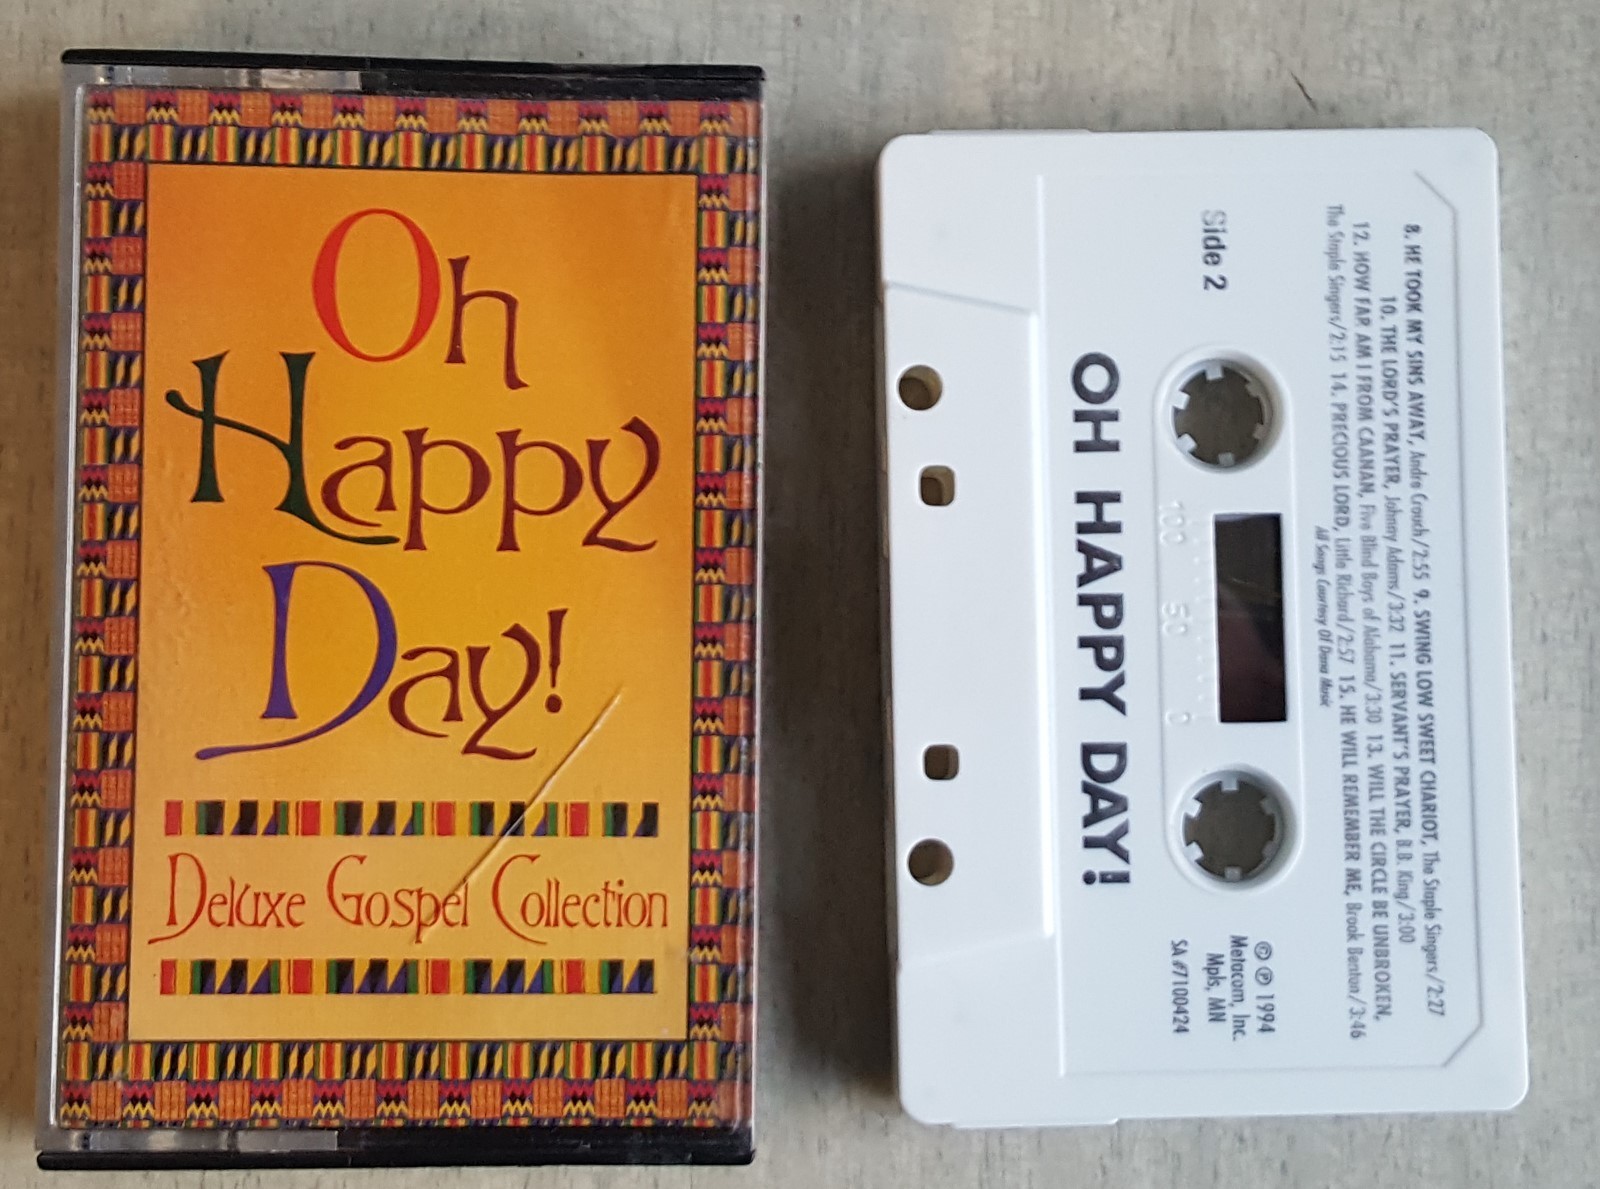 Oh
Happy
Day!
Deluxe Gospel Collection
8. HE TOOK MY SINS AWAY, Andre Crouch/2:55 9. SWING LOW SWEET CHARIOT, The Staple Singers/2:27
10. THE LORD'S PRAYER, Johnny Adams/3:32 11. SERVANT'S PRAYER, B.B. King/3:00
12. HOW FAR AM I FROM CAANAN, Five Blind Boys of Alabama/3:30 13. WILL THE CIRCLE BE UNBROKEN,
The Staple Singers/2:15 14. PRECIOUS LORD, Little Richard/2:57 15. HE WILL REMEMBER ME, Brook Benton/3:46
All Songs Courtesy Of Dana Music
Side 2
© ℗ 1994
Metacom, Inc.
Mpls, MN
SA #7100424
100 50 0
OH HAPPY DAY!